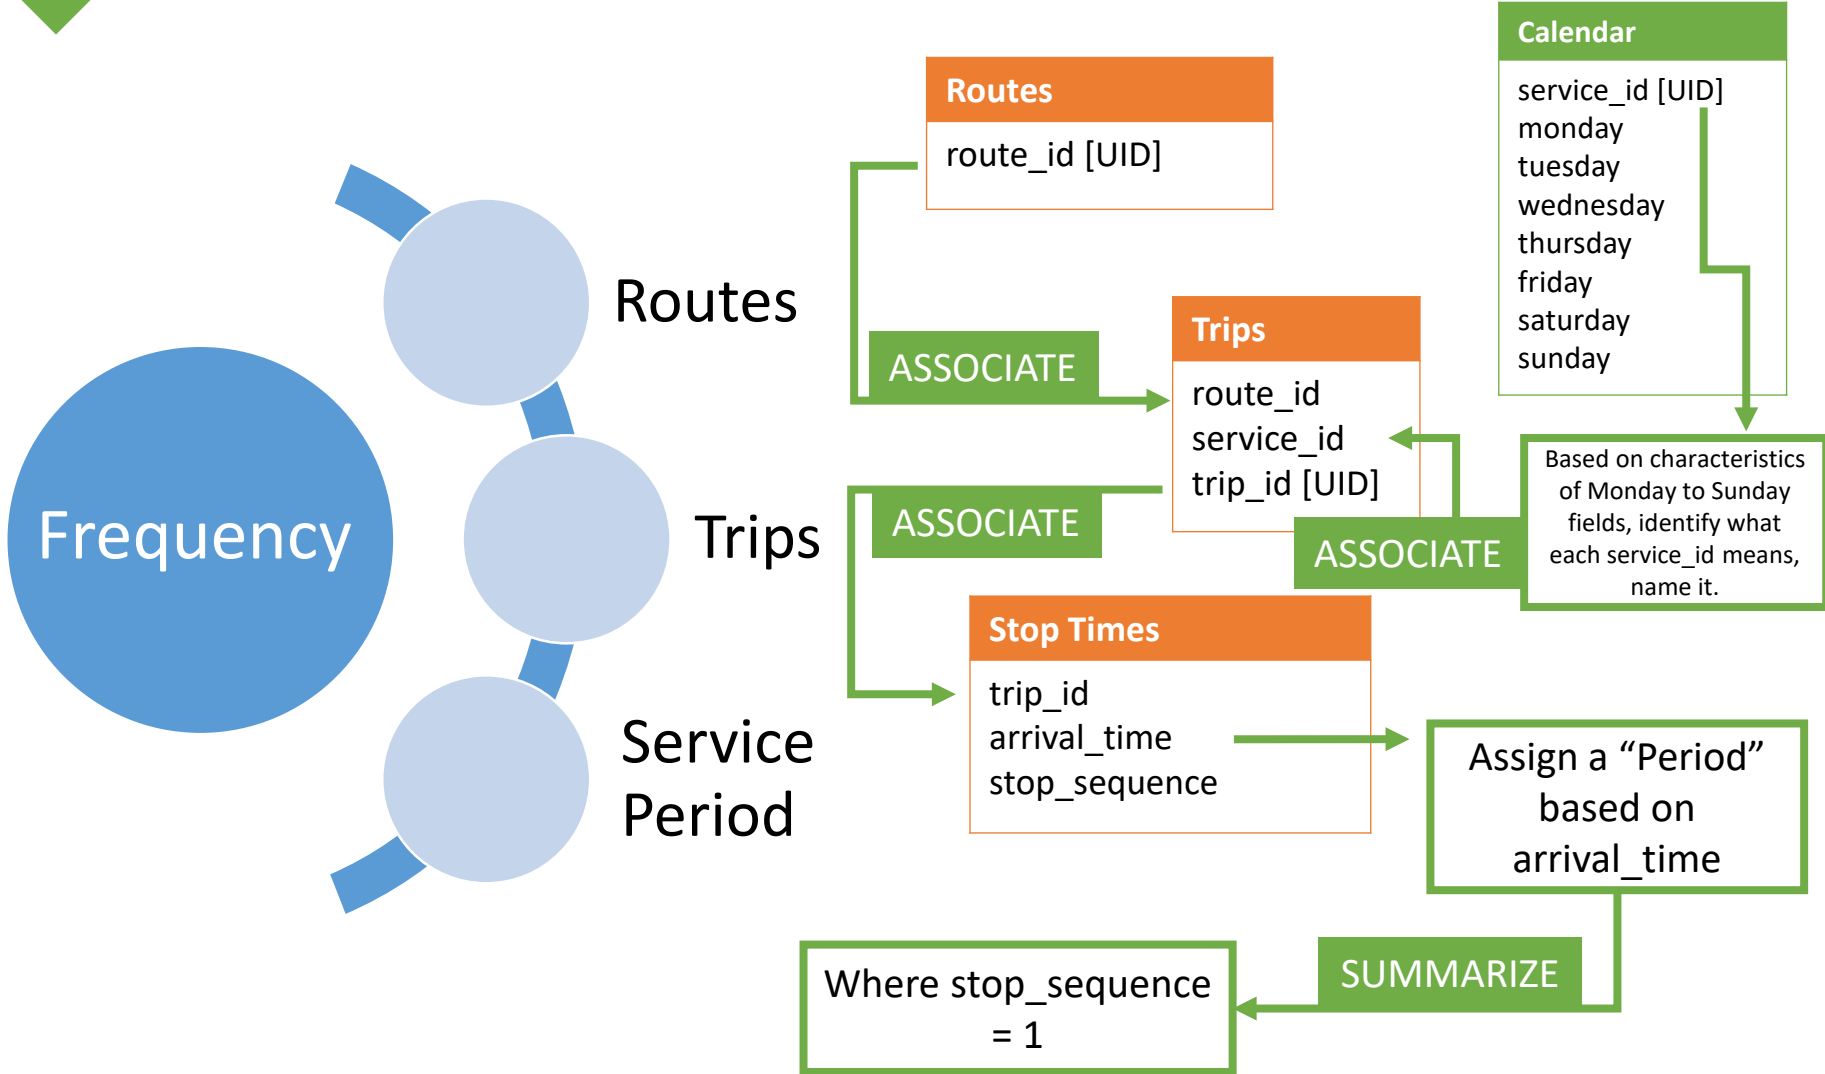 Frequency
Routes
Trips
Service
Period
Routes
route_id [UID]
ASSOCIATE
Trips
route_id
service_id
trip_id [UID]
Calendar
service_id [UID]
monday
tuesday
wednesday
thursday
friday
saturday
sunday
Based on characteristics
of Monday to Sunday
fields, identify what
each service_id means,
name it.
ASSOCIATE
ASSOCIATE
Stop Times
trip_id
arrival_time
stop_sequence
Assign a “Period”
based on
arrival_time
SUMMARIZE
Where stop_sequence
= 1